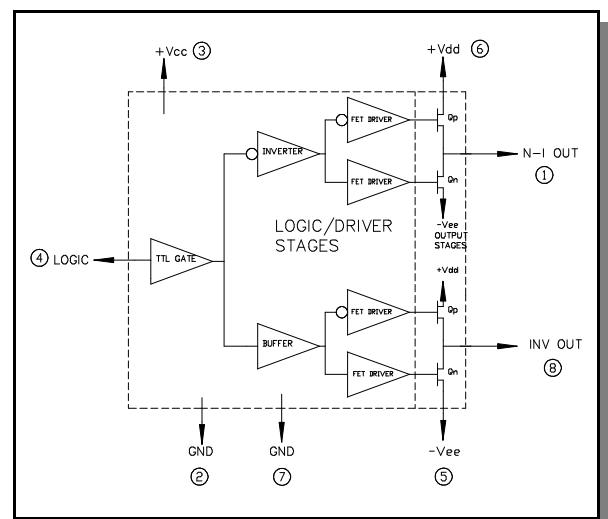 +Vcc ③
+Vdd ⑥
FET DRIVER
Qp
INVERTER
N-I OUT
①
FET DRIVER
Qn
LOGIC/DRIVER
STAGES
-Vee
OUTPUT
STAGES
④ LOGIC
TTL GATE
+Vdd
FET DRIVER
Qp
BUFFER
INV OUT
⑧
FET DRIVER
Qn
GND
②
GND
⑦
-Vee
⑤